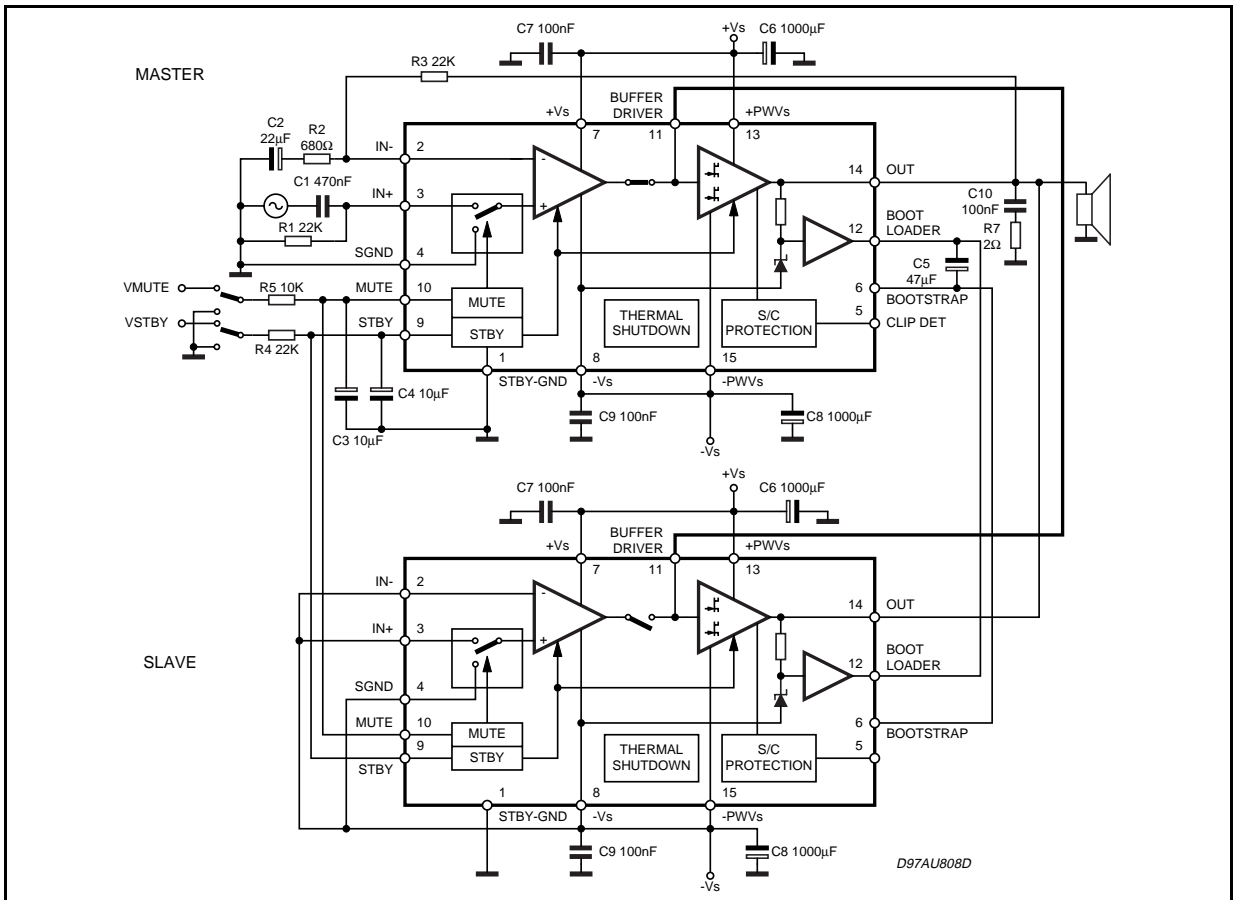 MASTER
C7 100nF
+Vs
C6 1000μF
R3 22K
+Vs
BUFFER
DRIVER
+PWVs
7
11
13
C2
22μF
R2
680Ω
IN-
2
-
C1 470nF
IN+
3
+
R1 22K
SGND
4
14
OUT
C10
100nF
R7
2Ω
BOOT
LOADER
12
C5
47μF
6
BOOTSTRAP
5
CLIP DET
VMUTE
R5 10K
MUTE
10
MUTE
VSTBY
R4 22K
STBY
9
STBY
THERMAL
SHUTDOWN
S/C
PROTECTION
1
8
15
STBY-GND
-Vs
-PWVs
C3 10μF
C4 10μF
C9 100nF
C8 1000μF
-Vs
SLAVE
C7 100nF
+Vs
C6 1000μF
+Vs
BUFFER
DRIVER
+PWVs
7
11
13
IN-
2
-
IN+
3
+
SGND
4
MUTE
10
MUTE
9
STBY
STBY
THERMAL
SHUTDOWN
S/C
PROTECTION
14
OUT
BOOT
LOADER
12
6
BOOTSTRAP
5
1
8
15
STBY-GND
-Vs
-PWVs
C9 100nF
C8 1000μF
-Vs
D97AU808D